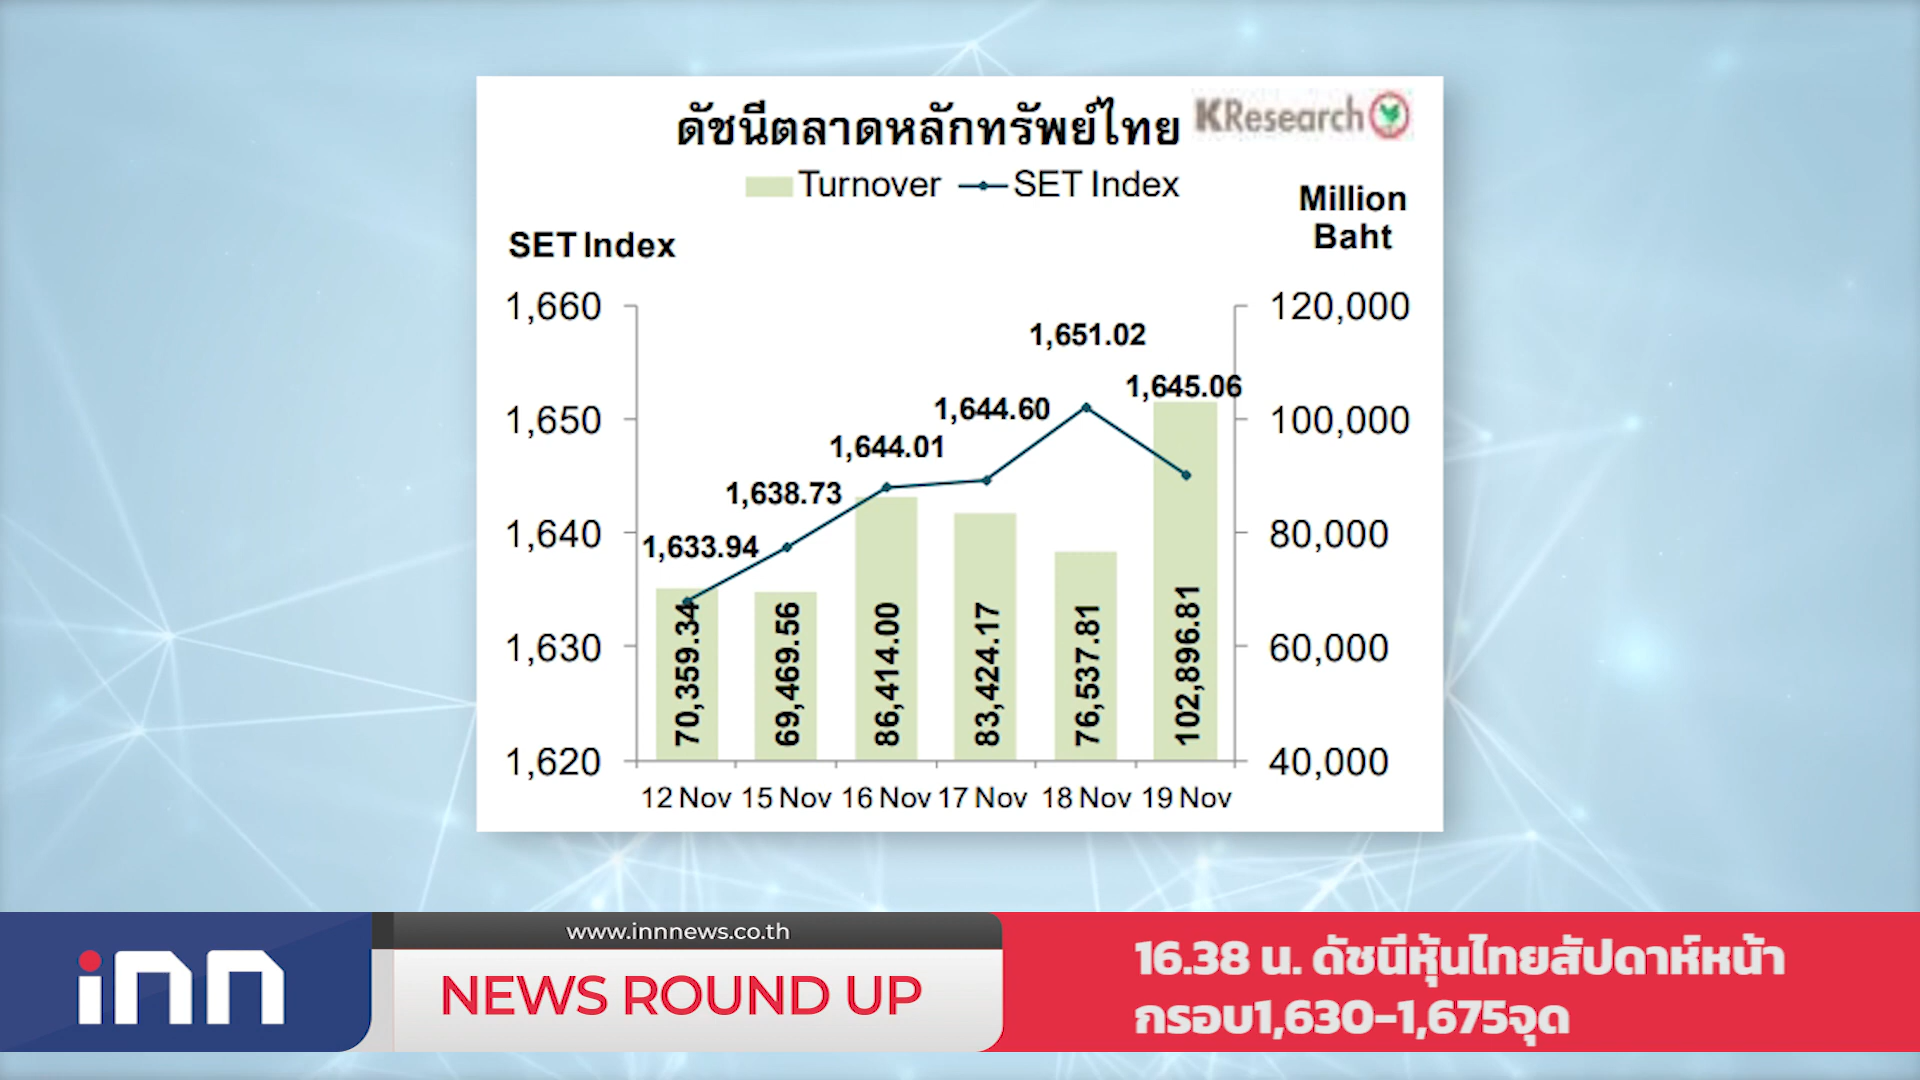 ดัชนีตลาดหลักทรัพย์ไทย
KResearch
Turnover
SET Index
Million
Baht
SET Index
1,660
1,650
1,640
1,630
1,620
120,000
100,000
80,000
60,000
40,000
1,633.94
1,638.73
1,644.01
1,644.60
1,651.02
1,645.06
70,359.34
69,469.56
86,414.00
83,424.17
76,537.81
102,896.81
12 Nov
15 Nov
16 Nov
17 Nov
18 Nov
19 Nov
inn
www.innnews.co.th
NEWS ROUND UP
16.38 น. ดัชนีหุ้นไทยสัปดาห์หน้า
กรอบ1,630-1,675จุด